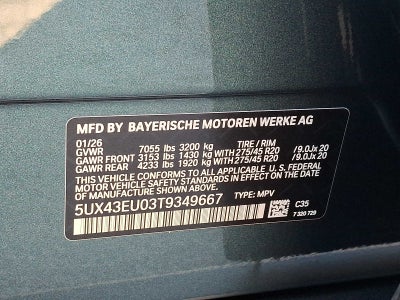 MFD BY BAYERISCHE MOTOREN WERKE AG
01/26
GVWR 7055 lbs 3200 kg TIRE / RIM
GAWR FRONT 3153 lbs 1430 kg WITH 275/45 R20 /9.0Jx 20
GAWR REAR 4233 lbs 1920 kg WITH 275/45 R20 /9.0Jx 20
THIS VEHICLE CONFORMS TO ALL APPLICABLE U.S. FEDERAL
MOTOR VEHICLE SAFETY STANDARDS IN EFFECT ON THE
DATE OF MANUFACTURE SHOWN ABOVE.
5UX43EU03T9349667 TYPE: MPV C35
7 320 729